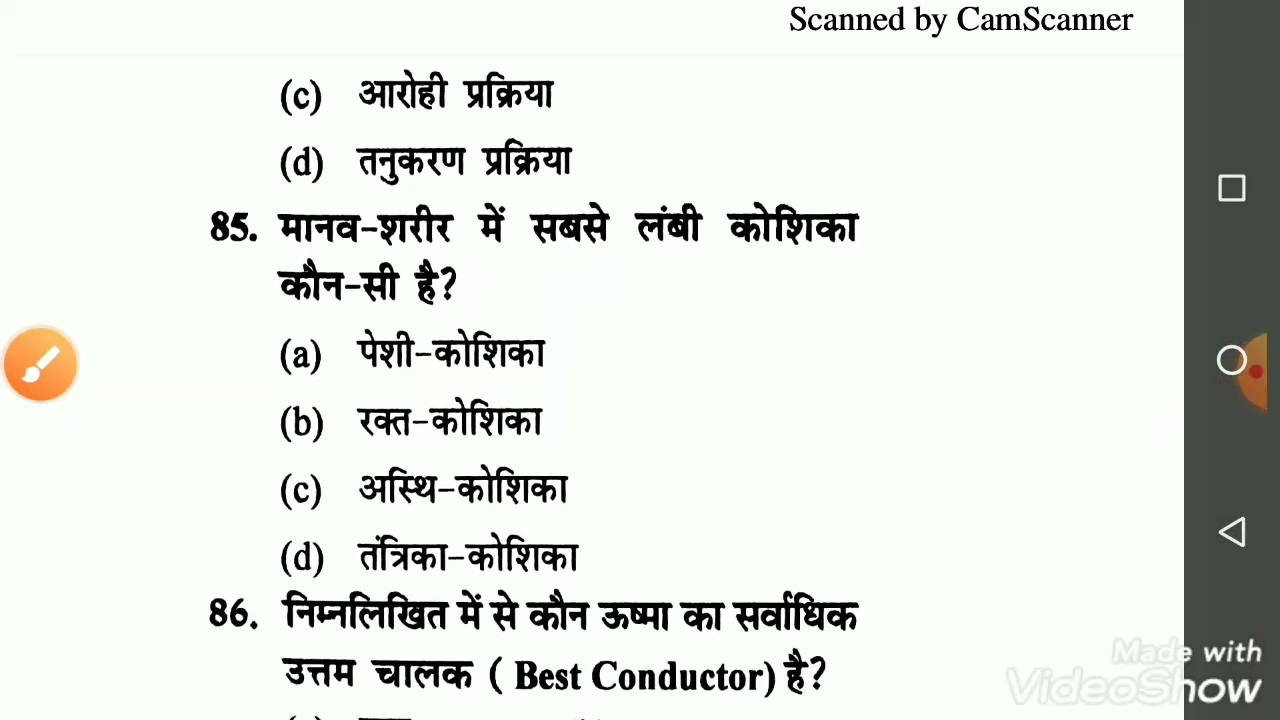 Scanned by CamScanner
(c) आरोही प्रक्रिया
(d) तनुकरण प्रक्रिया
85. मानव-शरीर में सबसे लंबी कोशिका
कौन-सी है?
(a) पेशी-कोशिका
(b) रक्त-कोशिका
(c) अस्थि-कोशिका
(d) तंत्रिका-कोशिका
86. निम्नलिखित में से कौन ऊष्मा का सर्वाधिक
उत्तम चालक ( Best Conductor) है?
Made with
VideoShow